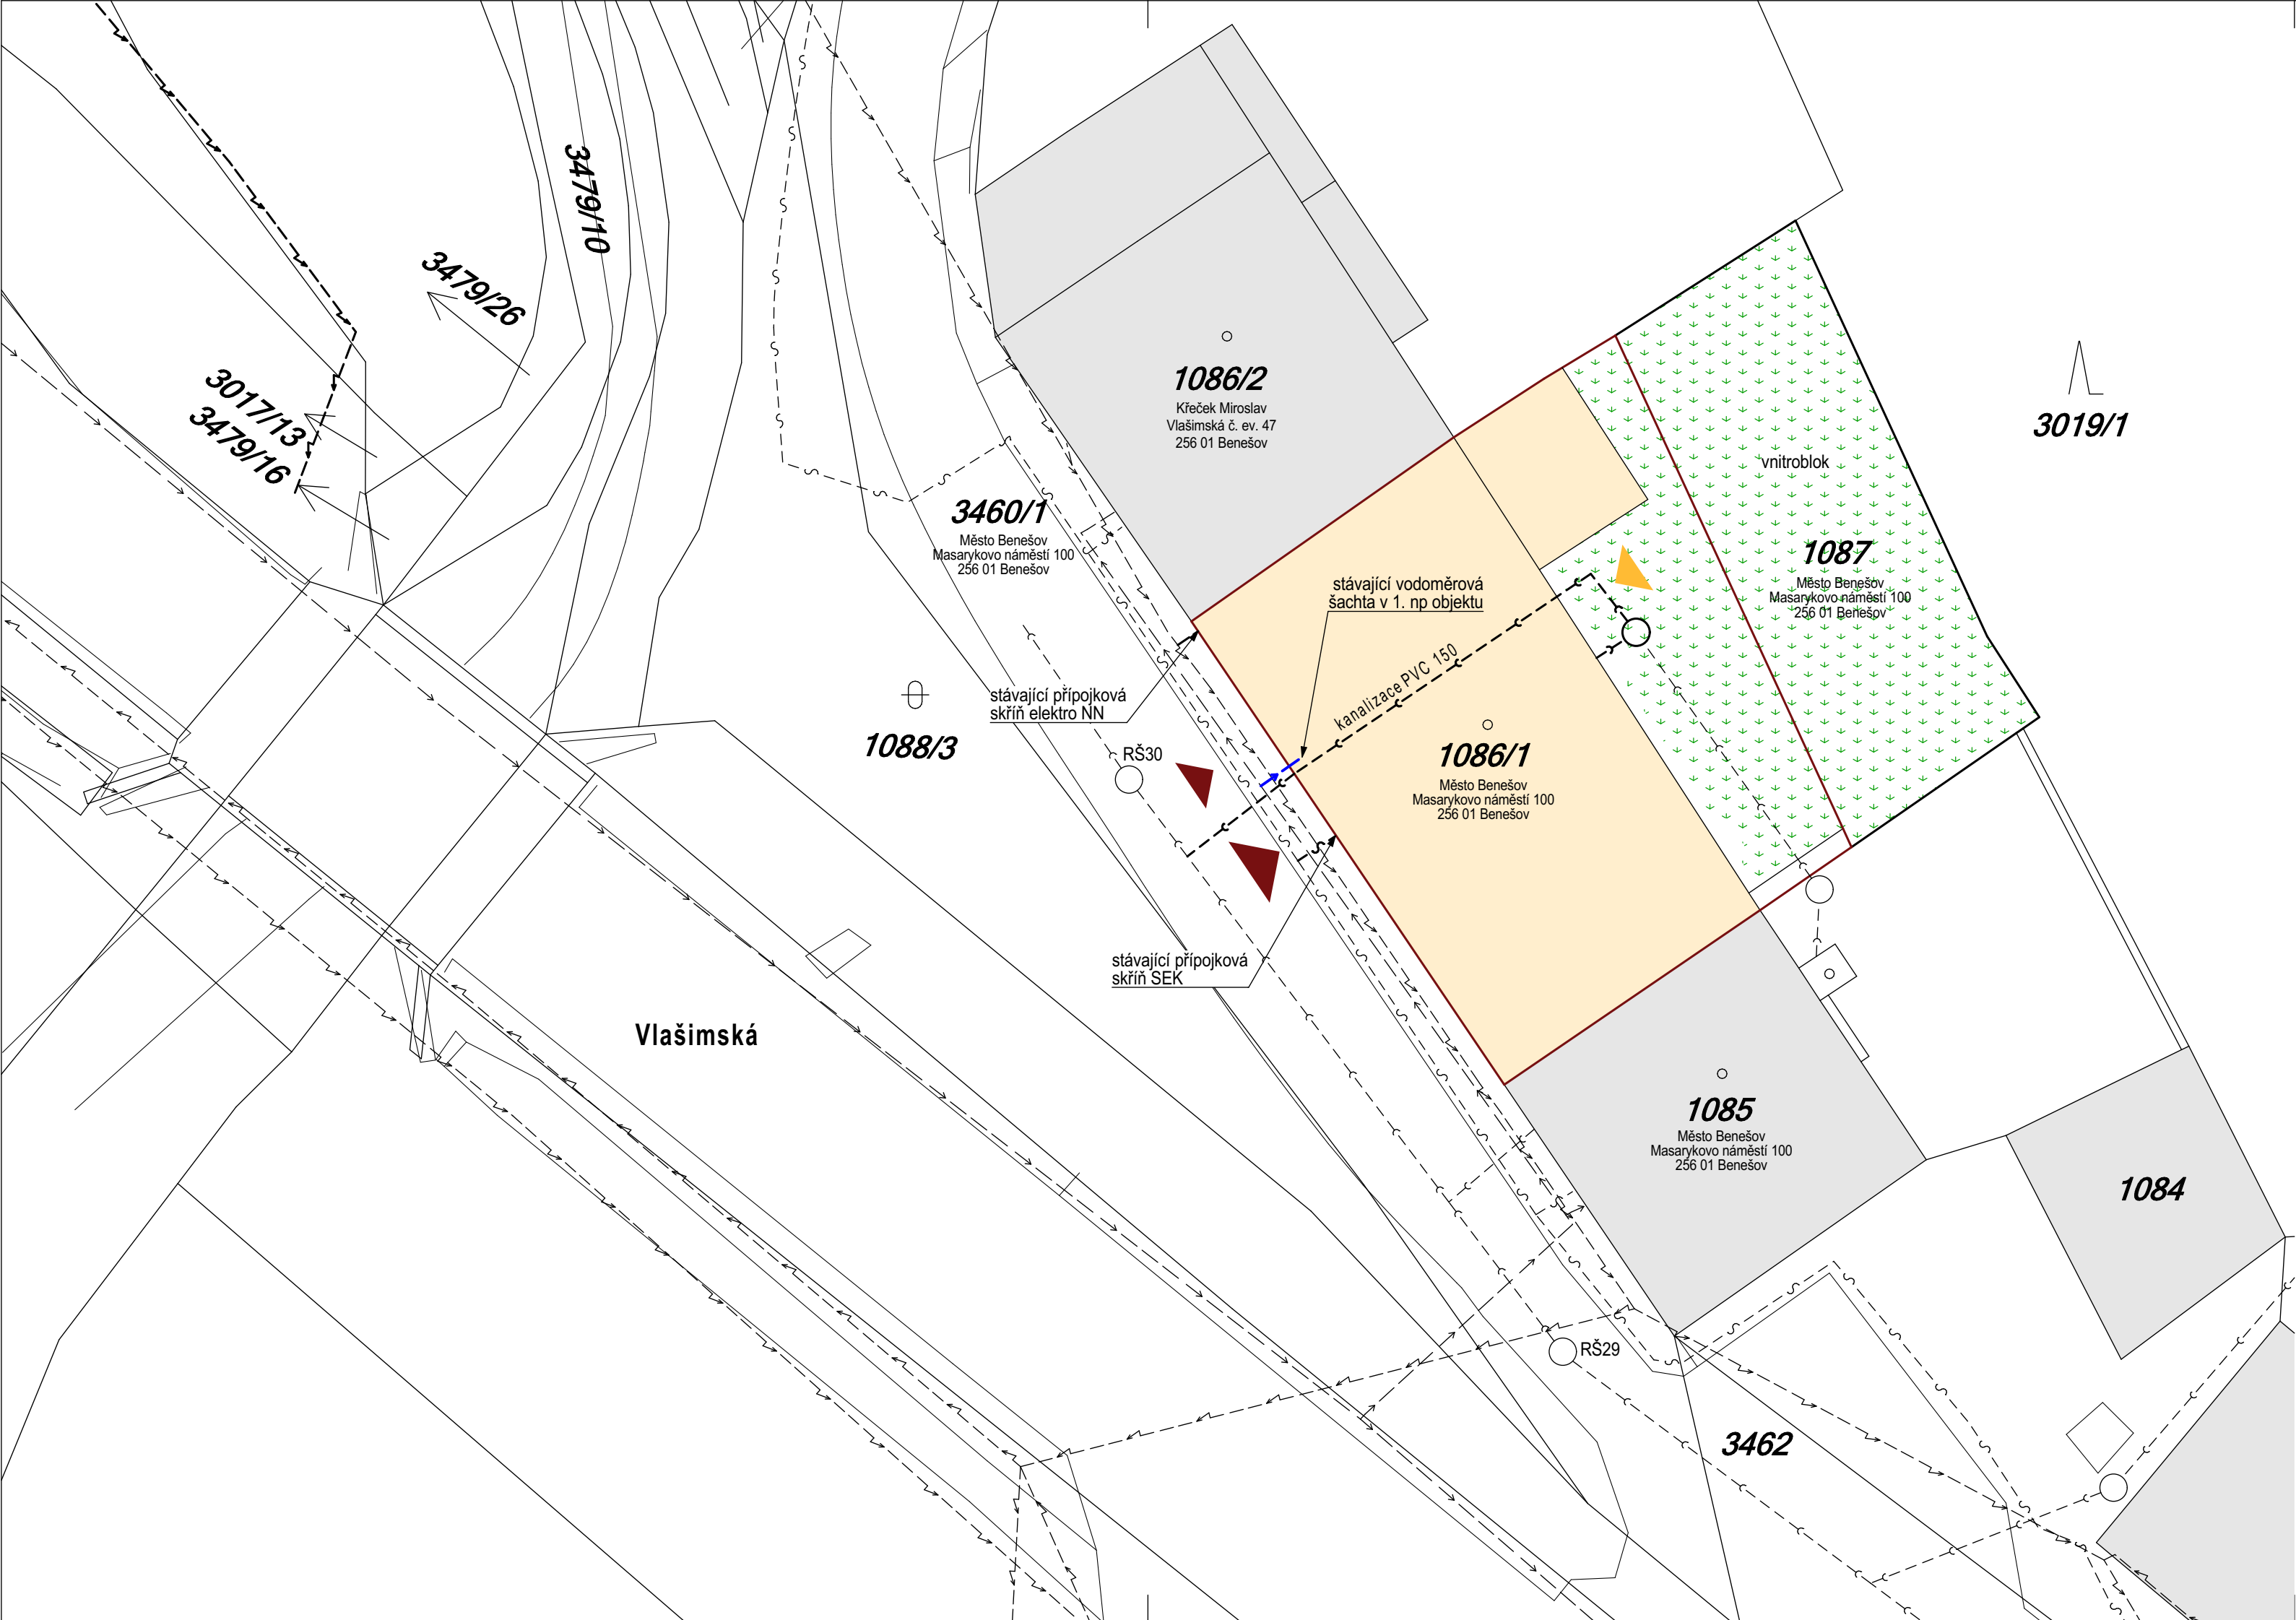 3479/10
3479/26
3017/13
3479/16
1086/2
Křeček Miroslav
Vlašimská č. ev. 47
256 01 Benešov
3019/1
vnitroblok
3460/1
Město Benešov
Masarykovo náměstí 100
256 01 Benešov
1087
Město Benešov
Masarykovo náměstí 100
256 01 Benešov
stávající vodoměrová
šachta v 1. np objektu
kanalizace PVC 150
stávající přípojková
skříň elektro NN
1088/3
RŠ30
1086/1
Město Benešov
Masarykovo náměstí 100
256 01 Benešov
stávající přípojková
skříň SEK
Vlašimská
1085
Město Benešov
Masarykovo náměstí 100
256 01 Benešov
1084
RŠ29
3462